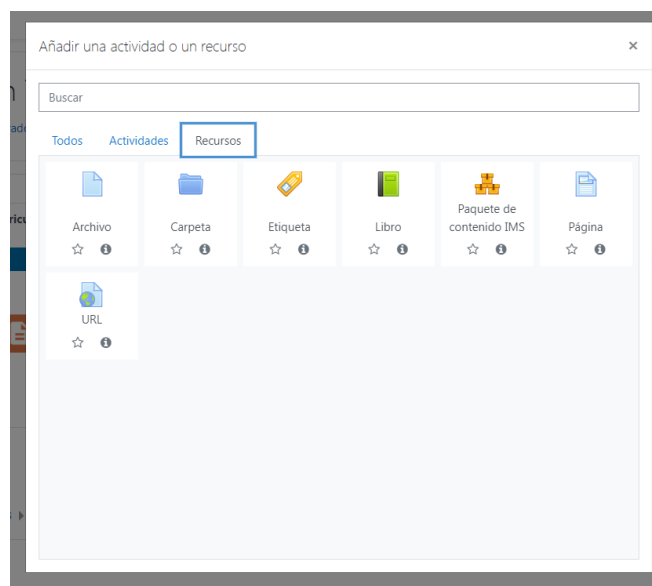 Añadir una actividad o un recurso ×
Buscar
Todos Actividades Recursos
Archivo
Carpeta
Etiqueta
Libro
Paquete de
contenido IMS
Página
URL